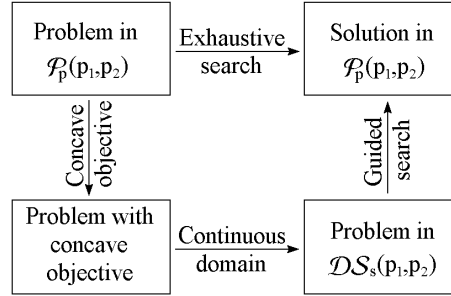 Problem in
𝒫ₚ(p₁,p₂)
Exhaustive
search
Solution in
𝒫ₚ(p₁,p₂)
Concave
objective
Guided
search
Problem with
concave
objective
Continuous
domain
Problem in
𝒟𝒮ₛ(p₁,p₂)